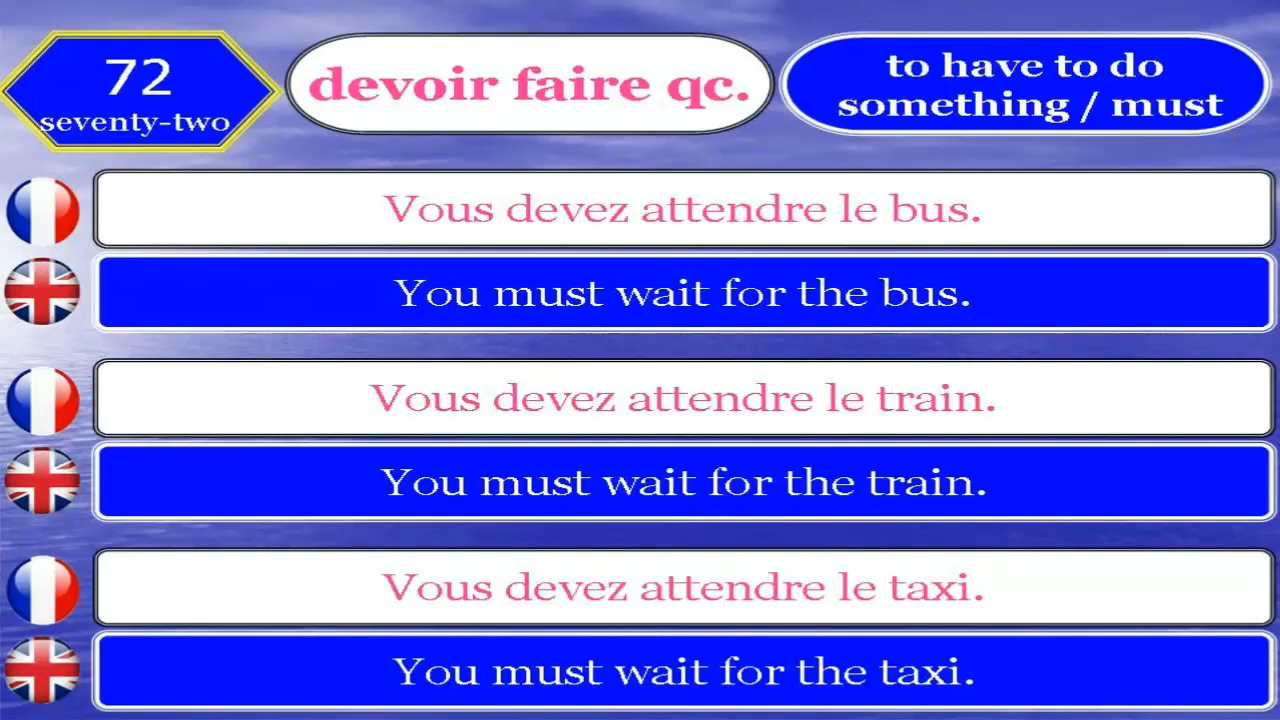 72
seventy-two
devoir faire qc.
to have to do
something / must
Vous devez attendre le bus.
You must wait for the bus.
Vous devez attendre le train.
You must wait for the train.
Vous devez attendre le taxi.
You must wait for the taxi.